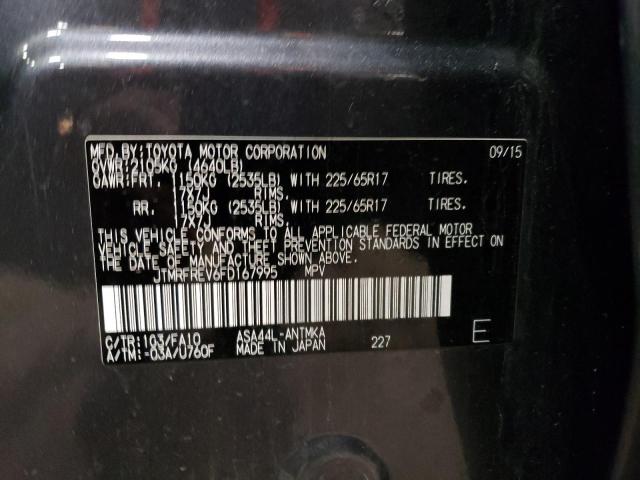 MFD.BY:TOYOTA MOTOR CORPORATION 09/15
GVWR:2105KG (4640LB)
GAWR:FRT. 1150KG (2535LB) WITH 225/65R17 TIRES.
17X7J RIMS.
RR. 1150KG (2535LB) WITH 225/65R17 TIRES.
17X7J RIMS.
THIS VEHICLE CONFORMS TO ALL APPLICABLE FEDERAL MOTOR
VEHICLE SAFETY AND THEFT PREVENTION STANDARDS IN EFFECT ON
THE DATE OF MANUFACTURE SHOWN ABOVE.
JTMRFREV6FD167995 MPV
C/TR:103/FA10 ASA44L-ANTMKA
A/TM:-03A/U760F MADE IN JAPAN 227 E